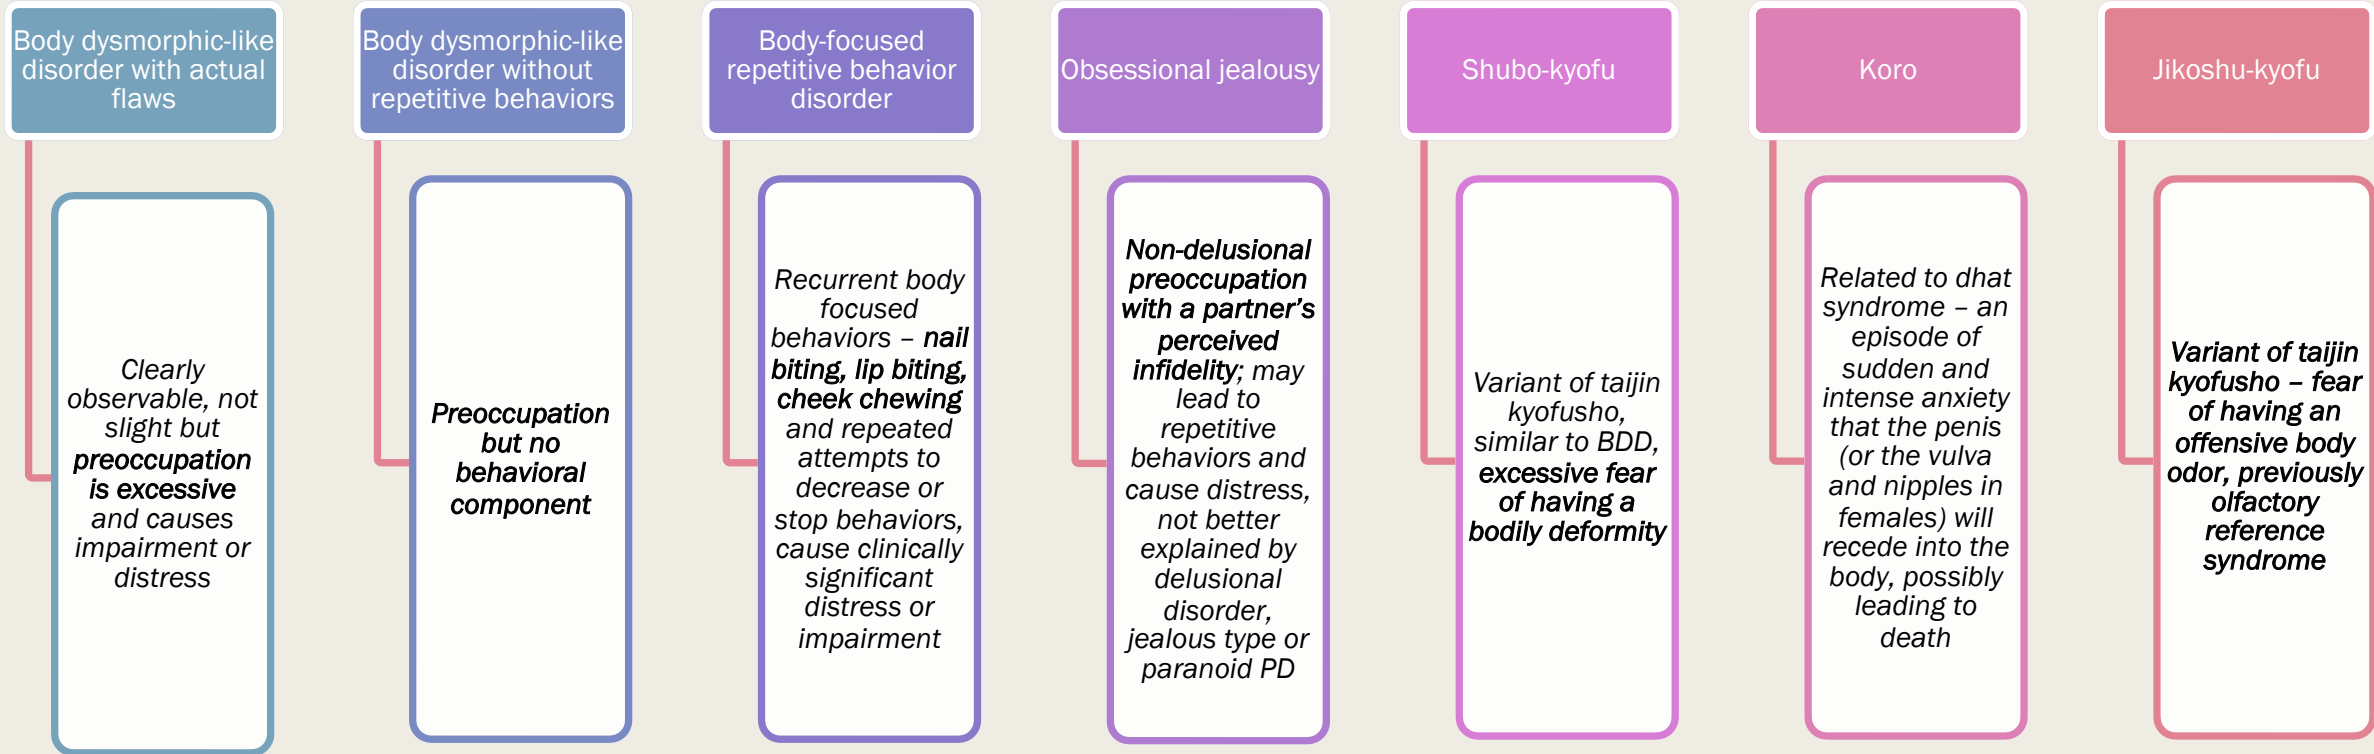 Body dysmorphic-like
disorder with actual
flaws
Clearly
observable, not
slight but
preoccupation
is excessive
and causes
impairment or
distress
Body dysmorphic-like
disorder without
repetitive behaviors
Preoccupation
but no
behavioral
component
Body-focused
repetitive behavior
disorder
Recurrent body
focused
behaviors – nail
biting, lip biting,
cheek chewing
and repeated
attempts to
decrease or
stop behaviors,
cause clinically
significant
distress or
impairment
Obsessional jealousy
Non-delusional
preoccupation
with a partner’s
perceived
infidelity; may
lead to
repetitive
behaviors and
cause distress,
not better
explained by
delusional
disorder,
jealous type or
paranoid PD
Shubo-kyofu
Variant of taijin
kyofusho,
similar to BDD,
excessive fear
of having a
bodily deformity
Koro
Related to dhat
syndrome – an
episode of
sudden and
intense anxiety
that the penis
(or the vulva
and nipples in
females) will
recede into the
body, possibly
leading to
death
Jikoshu-kyofu
Variant of taijin
kyofusho – fear
of having an
offensive body
odor, previously
olfactory
reference
syndrome